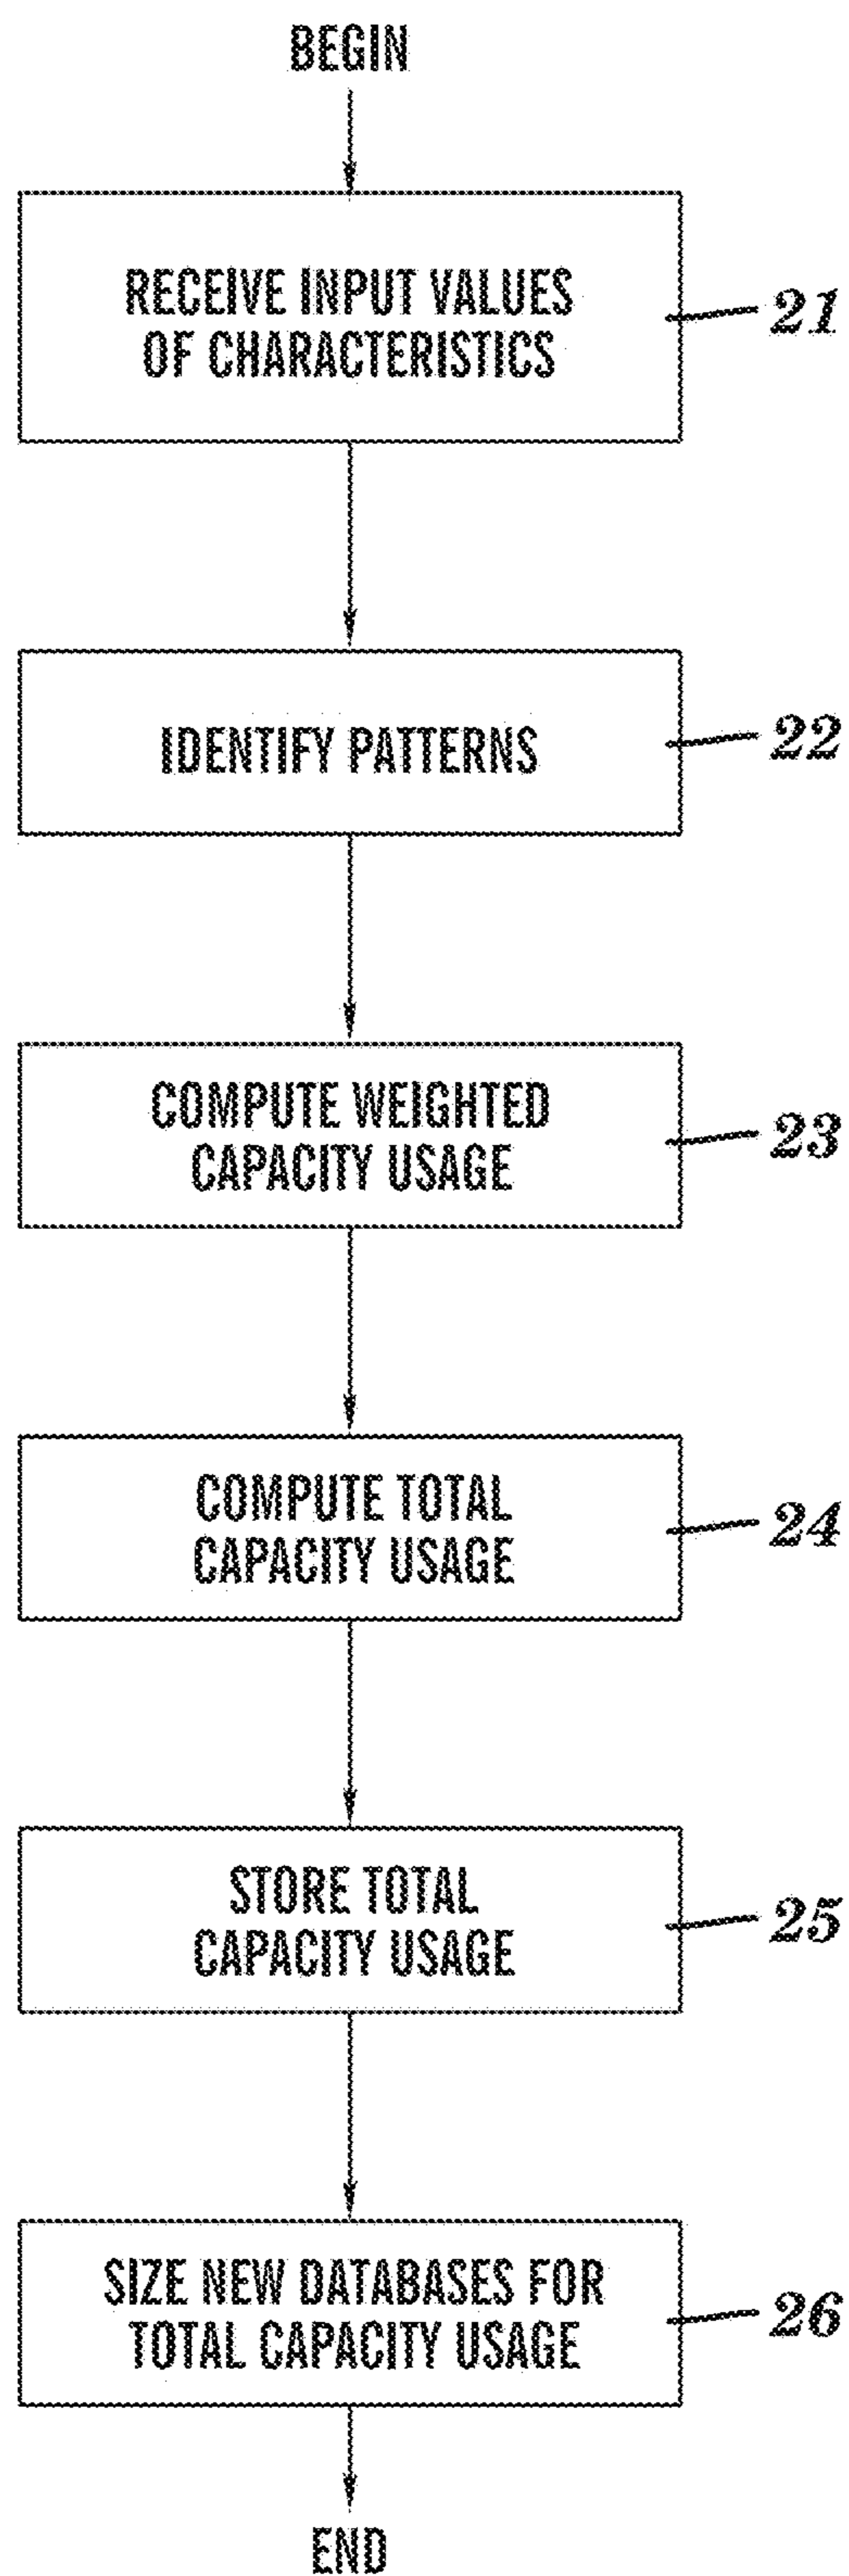 BEGIN
RECEIVE INPUT VALUES
OF CHARACTERISTICS
21
IDENTIFY PATTERNS
22
COMPUTE WEIGHTED
CAPACITY USAGE
23
COMPUTE TOTAL
CAPACITY USAGE
24
STORE TOTAL
CAPACITY USAGE
25
SIZE NEW DATABASES FOR
TOTAL CAPACITY USAGE
26
END